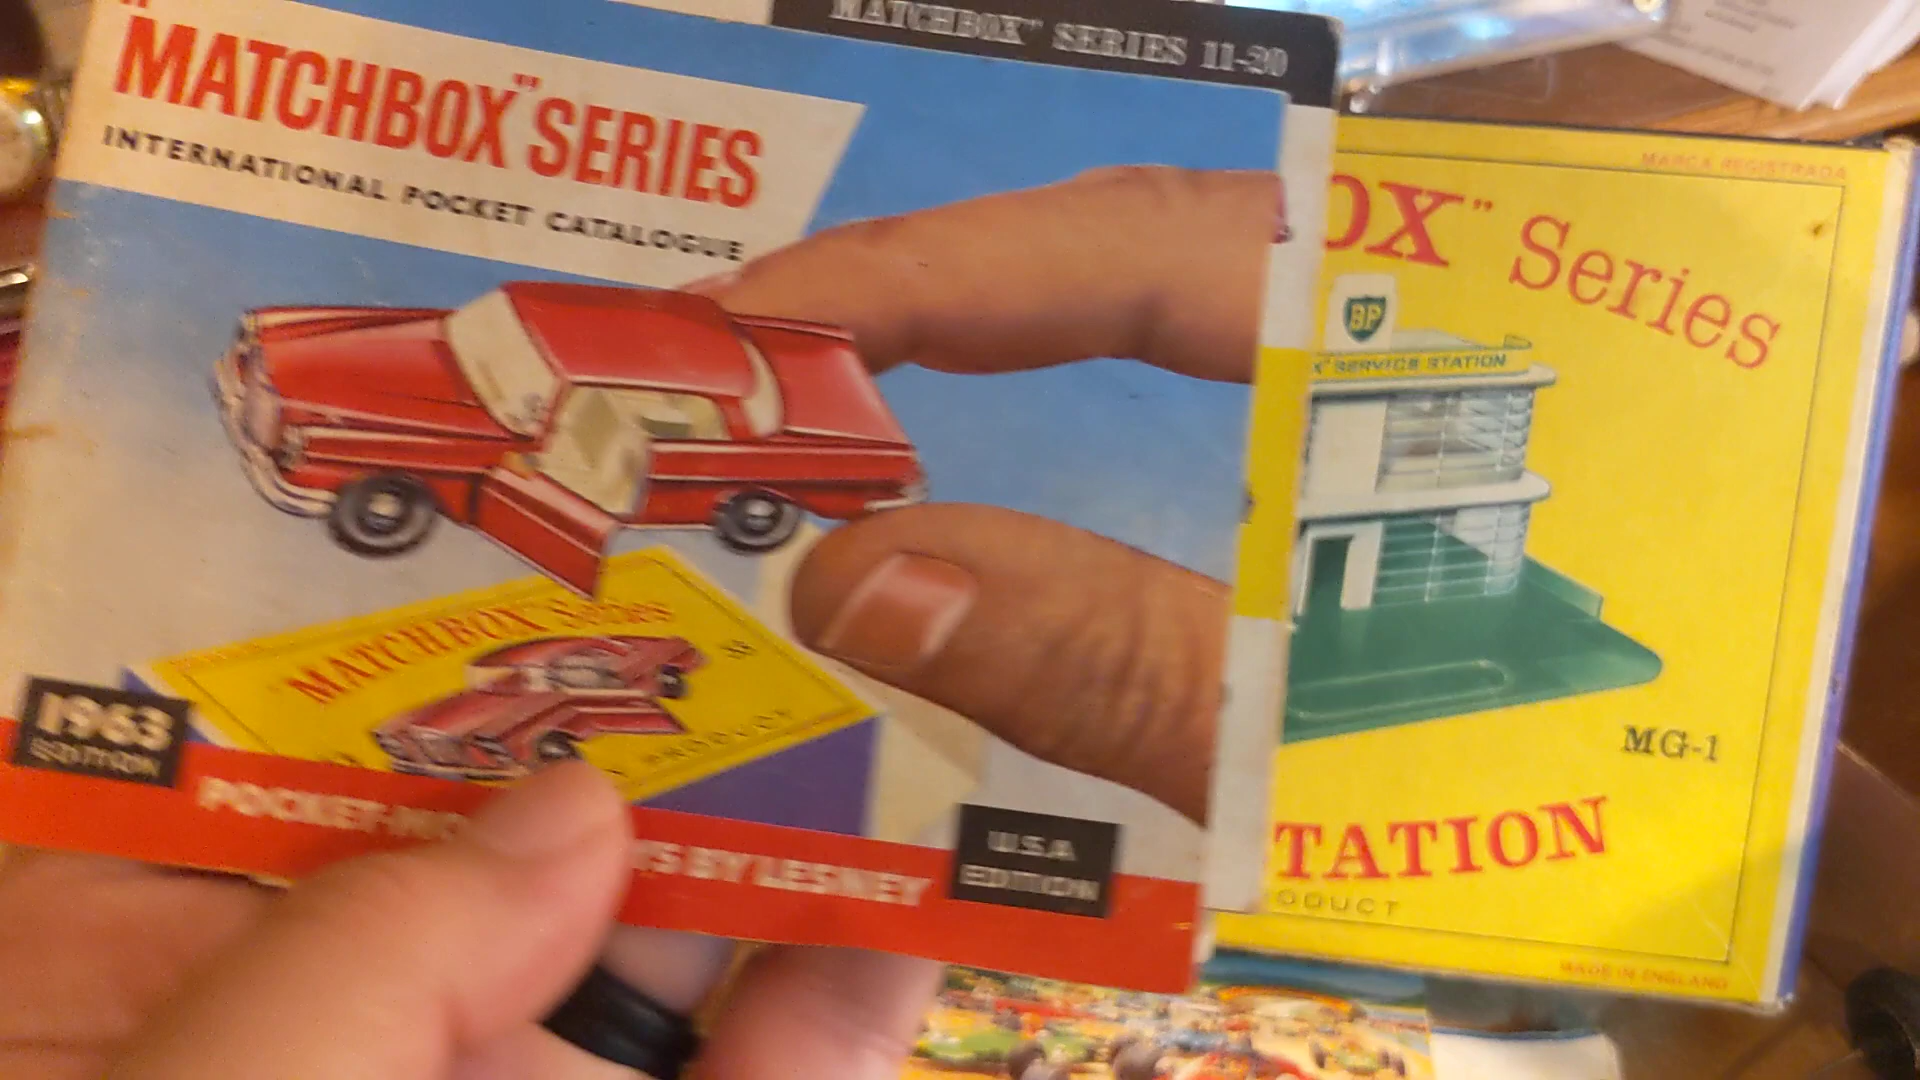 "MATCHBOX" SERIES 11-20
"MATCHBOX" SERIES
INTERNATIONAL POCKET CATALOGUE
MATCHBOX Series
1963
EDITION
BY LESNEY
U.S.A
EDITION
MARCA REGISTRADA
OX" Series
BP
X" SERVICE STATION
MG-1
TATION
ODUCT
MADE IN ENGLAND